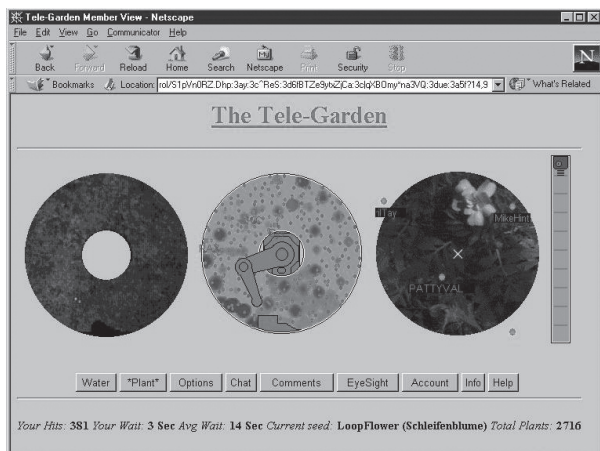 Tele-Garden Member View - Netscape
File Edit View Go Communicator Help
Back Forward Reload Home Search Netscape Print Security Stop
N
Bookmarks Location: What's Related
The Tele-Garden
MikeHint
PATTYVAL
Water *Plant* Options Chat Comments EyeSight Account Info Help
Your Hits: 381 Your Wait: 3 Sec Avg Wait: 14 Sec Current seed: LoopFlower (Schleifenblume) Total Plants: 2716